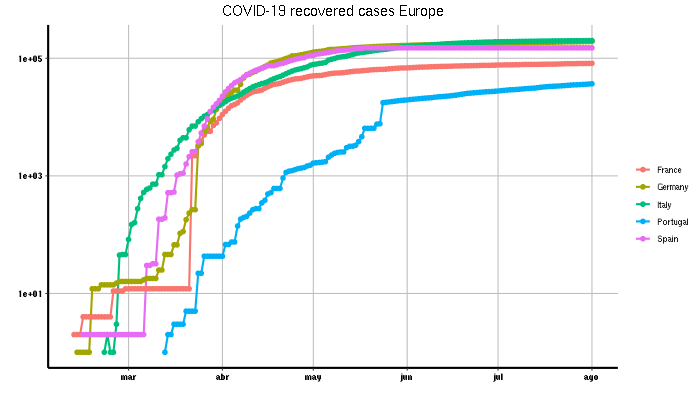 COVID-19 recovered cases Europe
1e+05
1e+03
1e+01
mar abr may jun jul ago
France
Germany
Italy
Portugal
Spain